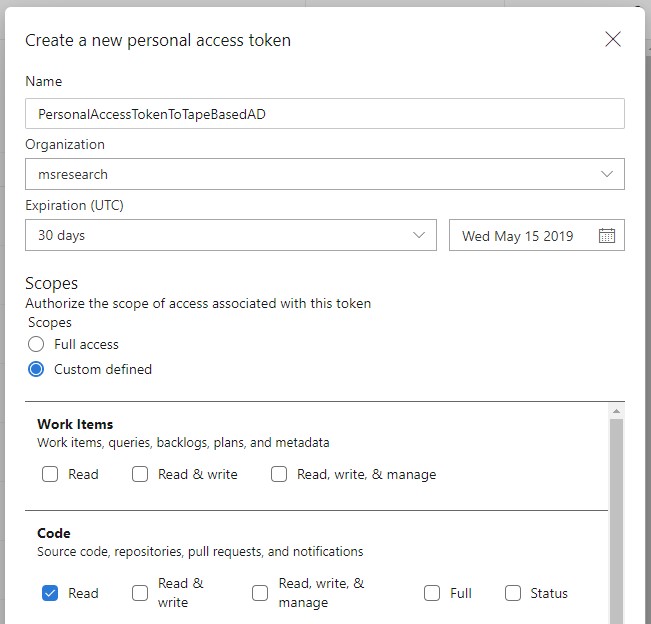 Create a new personal access token
Name
PersonalAccessTokenToTapeBasedAD
Organization
msresearch
Expiration (UTC)
30 days
Wed May 15 2019
Scopes
Authorize the scope of access associated with this token
Scopes
Full access
Custom defined
Work Items
Work items, queries, backlogs, plans, and metadata
Read
Read & write
Read, write, & manage
Code
Source code, repositories, pull requests, and notifications
Read
Read &
write
Read, write, &
manage
Full
Status